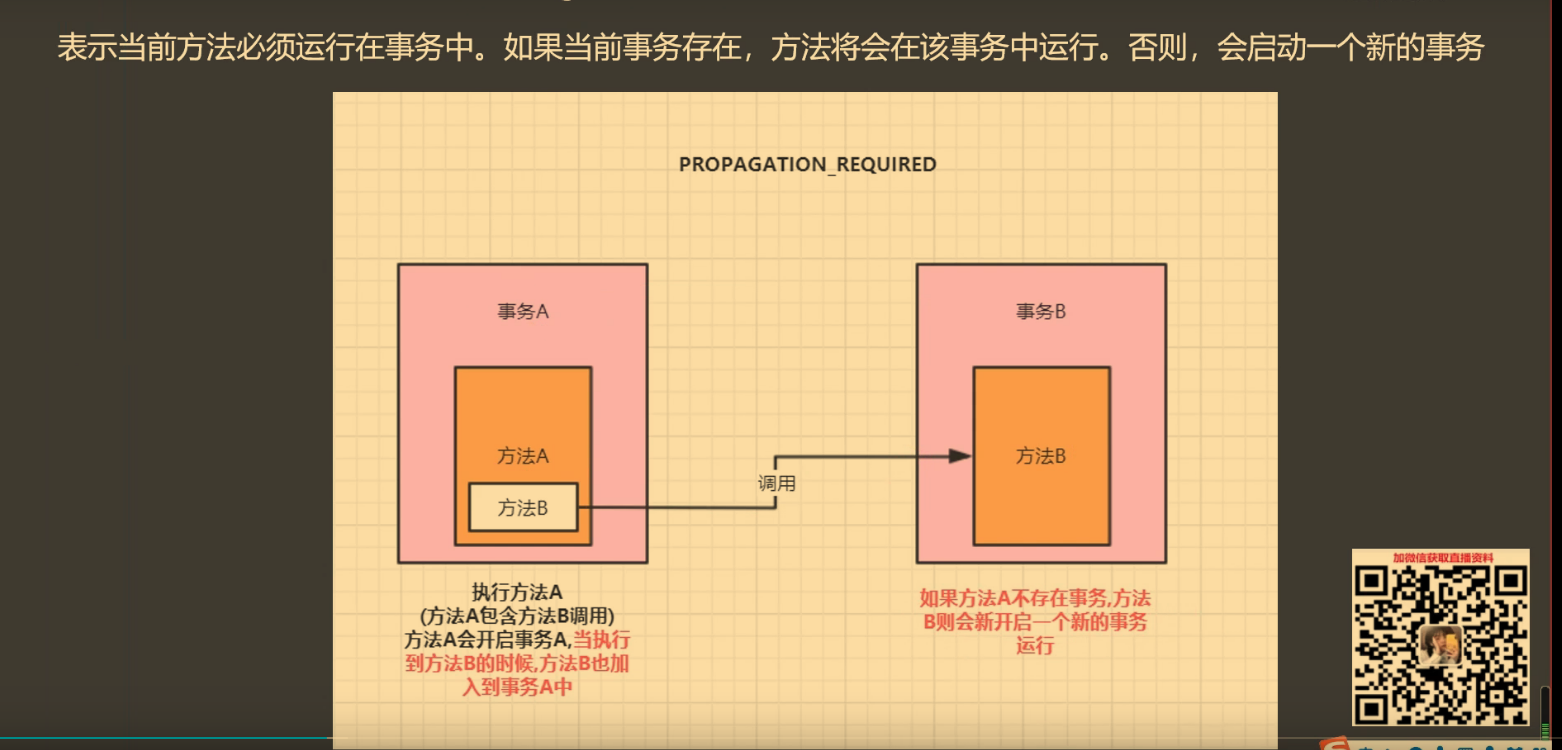 表示当前方法必须运行在事务中。如果当前事务存在，方法将会在该事务中运行。否则，会启动一个新的事务
PROPAGATION_REQUIRED
事务A
事务B
方法A
方法B
方法B
调用
执行方法A
(方法A包含方法B调用)
方法A会开启事务A,当执行
到方法B的时候,方法B也加
入到事务A中
如果方法A不存在事务,方法
B则会新开启一个新的事务
运行
加微信获取直播资料